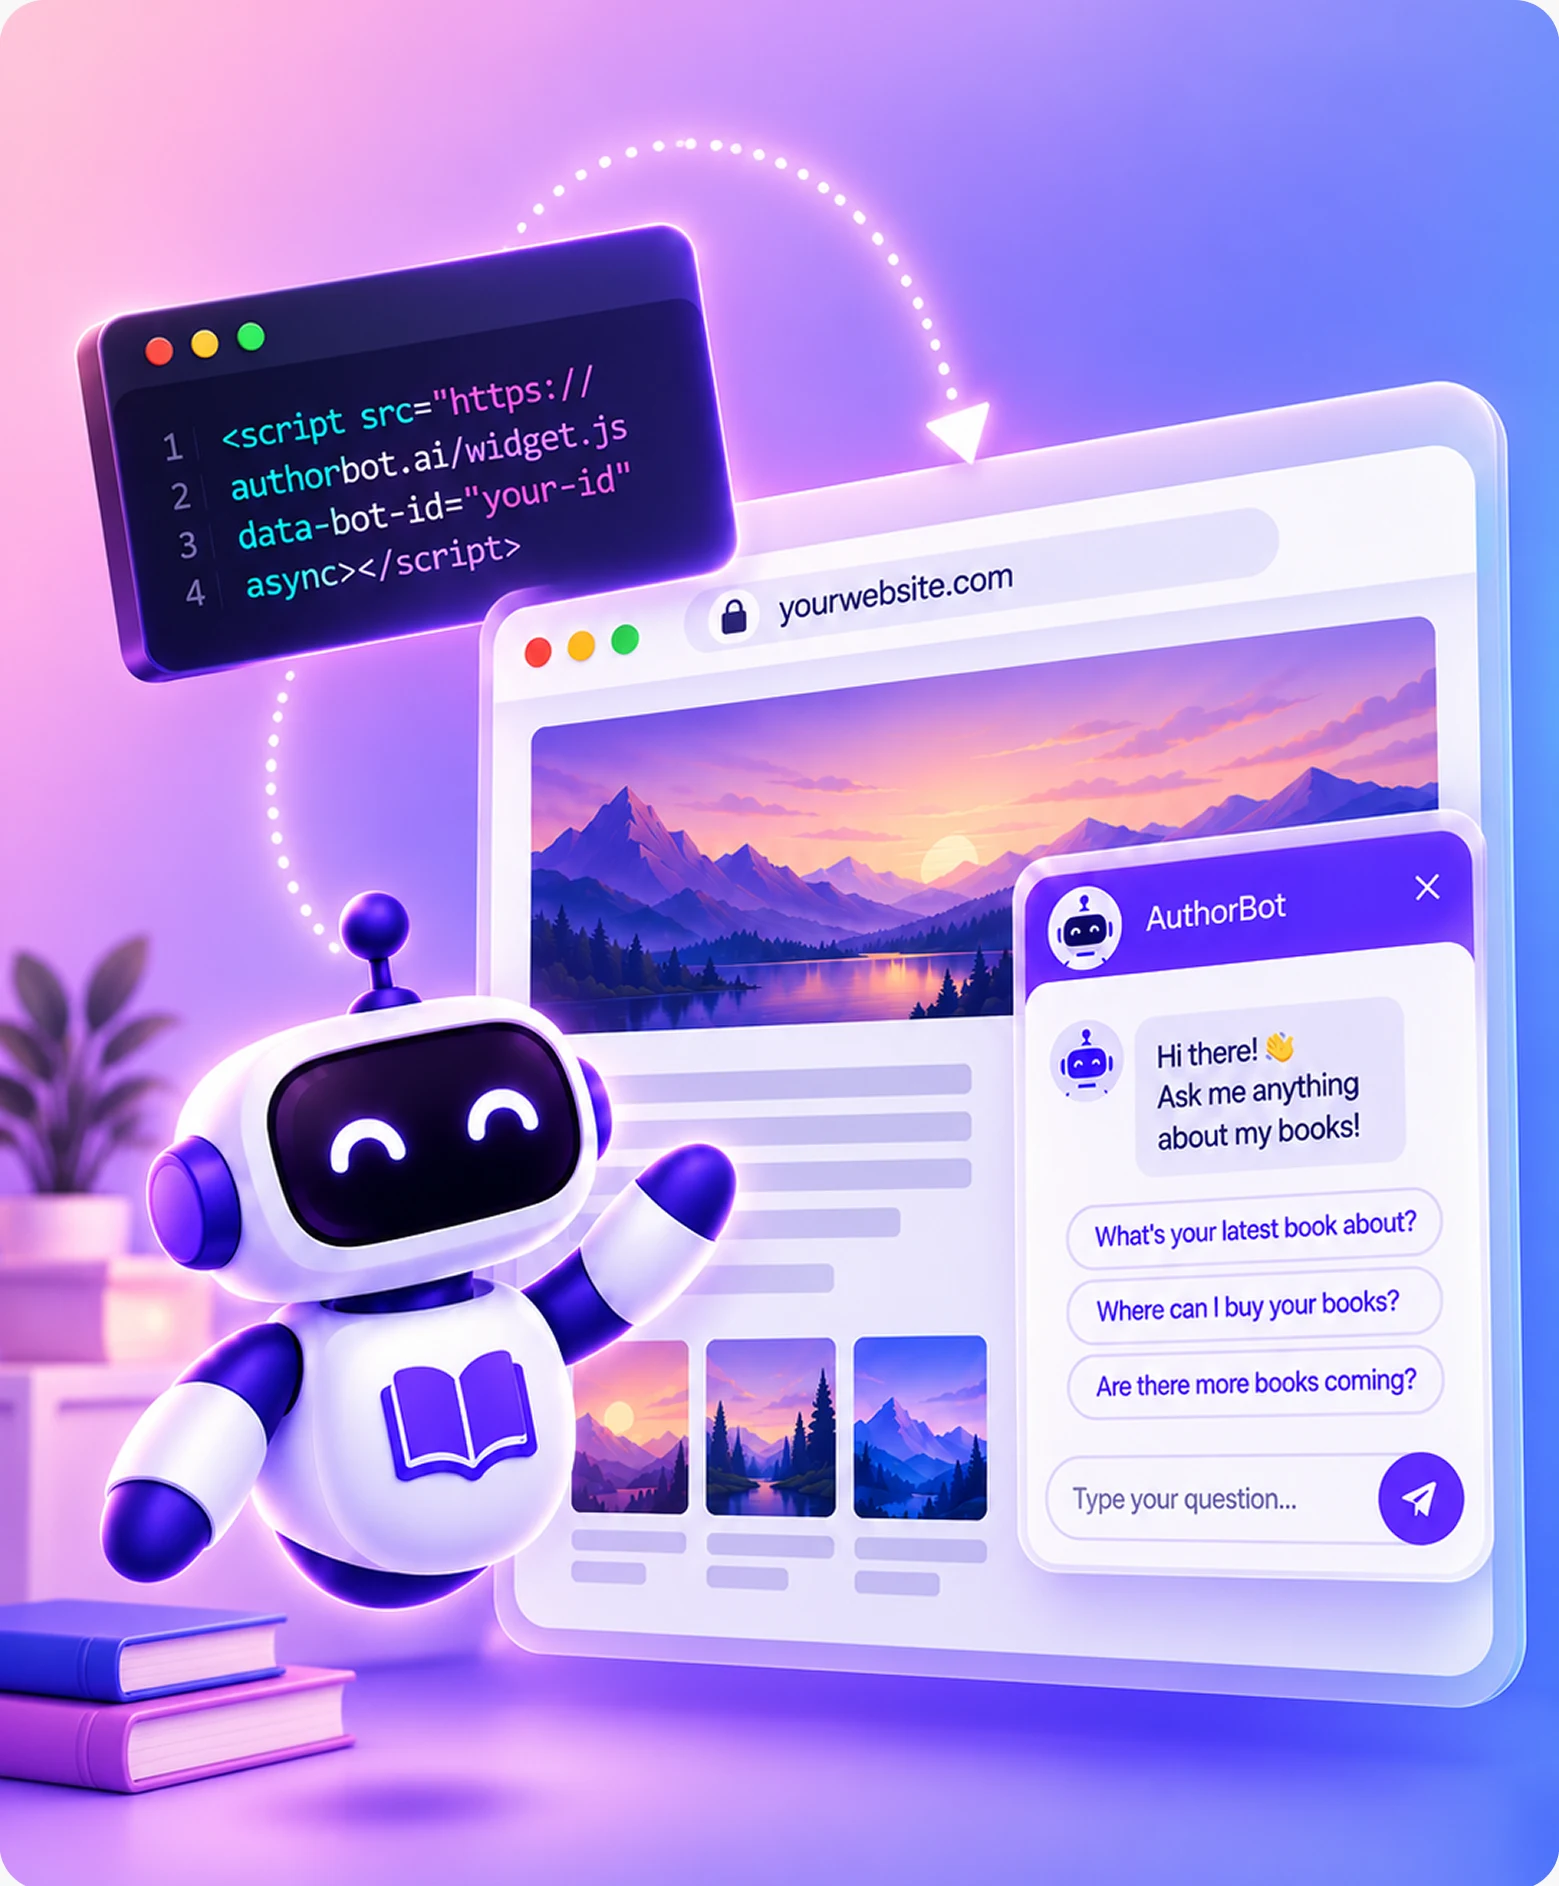 1 <script src="https://
2 authorbot.ai/widget.js
3 data-bot-id="your-id"
4 async></script>
yourwebsite.com
AuthorBot
Hi there! 👋
Ask me anything
about my books!
What's your latest book about?
Where can I buy your books?
Are there more books coming?
Type your question...